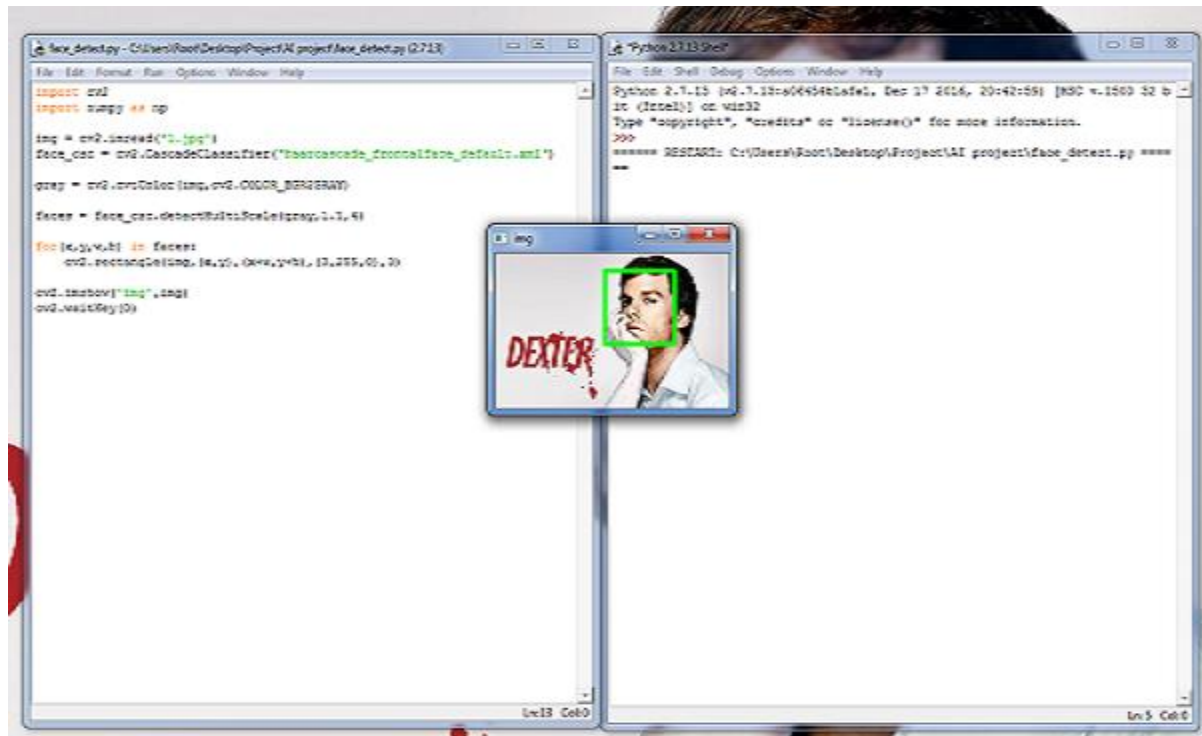 face_detect.py - C:\Users\Root\Desktop\Project\AI project\face_detect.py (2.7.13)
File Edit Format Run Options Window Help
import cv2
import numpy as np
img = cv2.imread("1.jpg")
face_csc = cv2.CascadeClassifier("haarcascade_frontalface_default.xml")
gray = cv2.cvtColor(img,cv2.COLOR_BGR2GRAY)
faces = face_csc.detectMultiScale(gray,1.1,4)
for(x,y,w,h) in faces:
cv2.rectangle(img,(x,y),(x+w,y+h),(0,255,0),3)
cv2.imshow("img",img)
cv2.waitKey(0)
Ln:13 Col:0
img
DEXTER
*Python 2.7.13 Shell*
File Edit Shell Debug Options Window Help
Python 2.7.13 Dec 17 2016, 20:42:59) [MSC v.1500 32 b
it (Intel)] on win32
Type "copyright", "credits" or "license()" for more information.
>>>
====== RESTART: C:\Users\Root\Desktop\Project\AI project\face_detect.py ====
==
Ln:5 Col:0